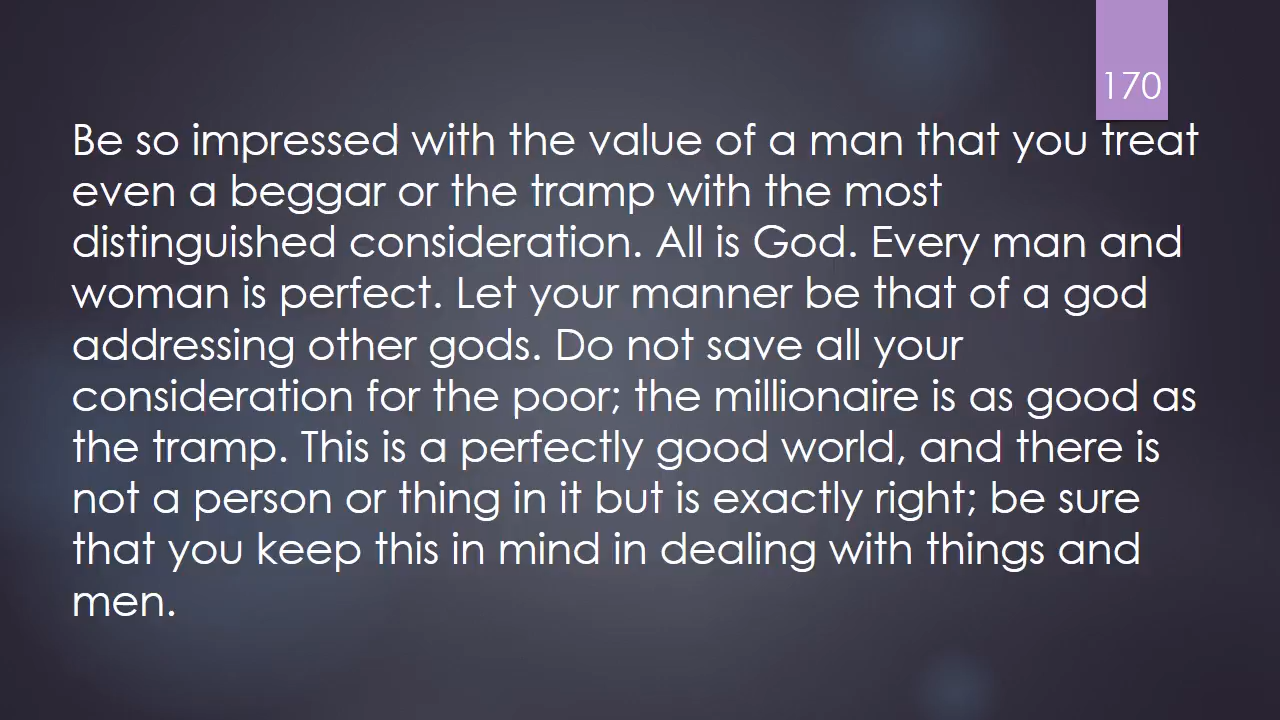 170
Be so impressed with the value of a man that you treat
even a beggar or the tramp with the most
distinguished consideration. All is God. Every man and
woman is perfect. Let your manner be that of a god
addressing other gods. Do not save all your
consideration for the poor; the millionaire is as good as
the tramp. This is a perfectly good world, and there is
not a person or thing in it but is exactly right; be sure
that you keep this in mind in dealing with things and
men.